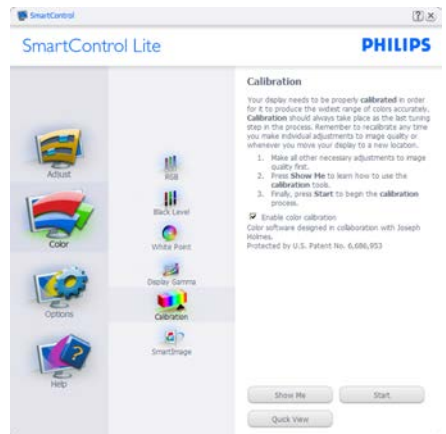 SmartControl
SmartControl Lite
PHILIPS
Adjust
Color
Options
Help
RGB
Black Level
White Point
Display Gamma
Calibration
SmartImage
Calibration
Your display needs to be properly calibrated in order
for it to produce the widest range of colors accurately.
Calibration should always take place as the last tuning
step in the process. Remember to recalibrate any time
you make individual adjustments to image quality or
whenever you move your display to a new location.
1. Make all other necessary adjustments to image
quality first.
2. Press Show Me to learn how to use the
calibration tools.
3. Finally, press Start to begin the calibration
process.
Enable color calibration
Color software designed in collaboration with Joseph
Holmes.
Protected by U.S. Patent No. 6,686,953
Show Me
Start
Quick View